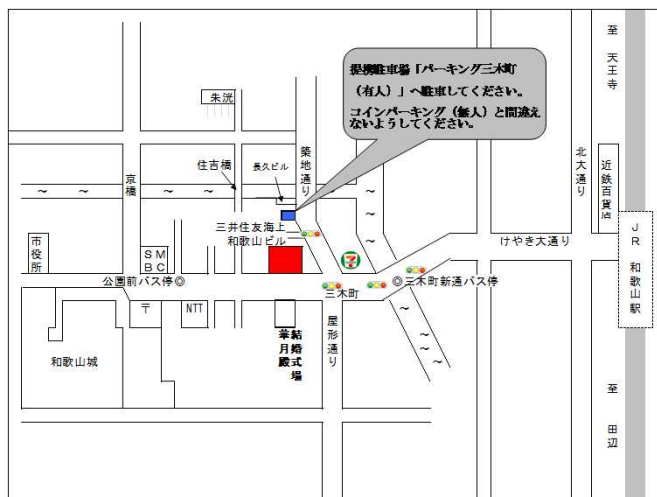 至 天王寺
提携駐車場「パーキング三木町
(有人)」へ駐車してください。
コインパーキング(無人)と間違え
ないようしてください。
朱洸
住吉橋
長久ビル
築地通り
京橋
北大通り
近鉄百貨店
三井住友海上
和歌山ビル
けやき大通り
JR 和歌山駅
市役所
SM
BC
7
公園前バス停◎
◎三木町新通バス停
三木町
〒
NTT
結婚式場
華月殿
屋形通り
和歌山城
至 田辺